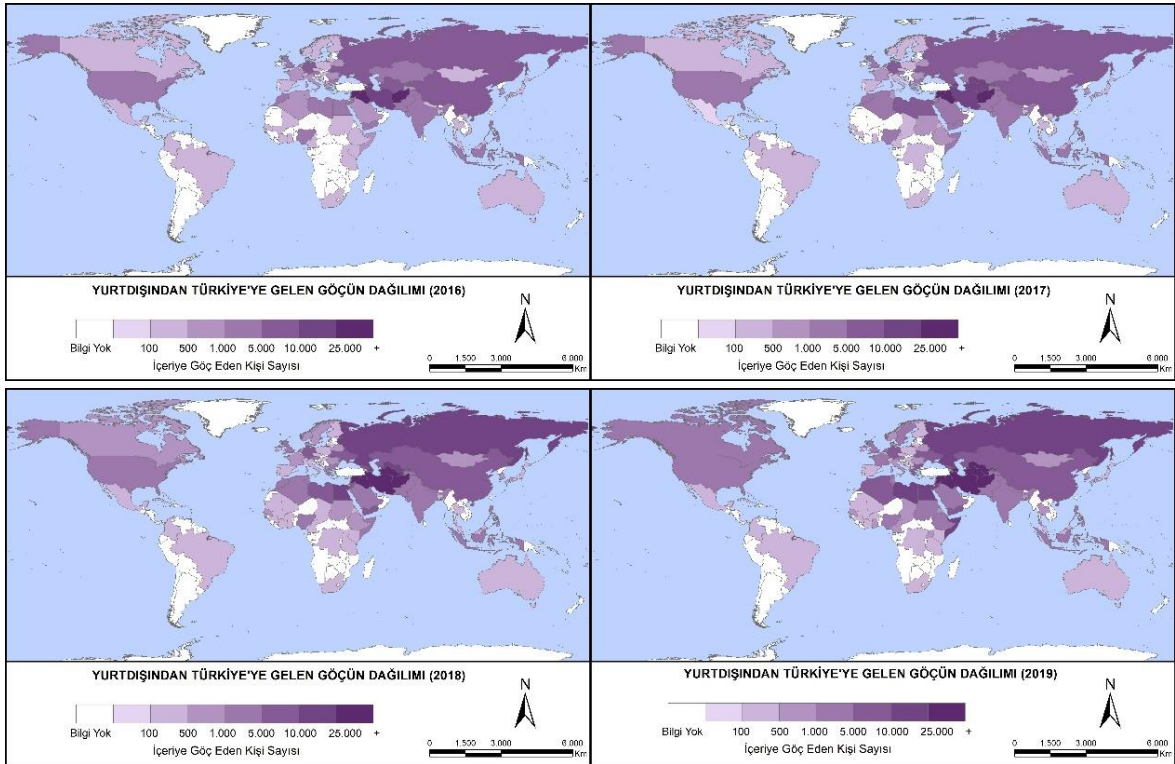 YURTDIŞINDAN TÜRKİYE'YE GELEN GÖÇÜN DAĞILIMI (2016)
N
Bilgi Yok 100 500 1.000 5.000 10.000 25.000 +
İçeriye Göç Eden Kişi Sayısı
0 1.500 3.000 6.000
Km
YURTDIŞINDAN TÜRKİYE'YE GELEN GÖÇÜN DAĞILIMI (2017)
N
Bilgi Yok 100 500 1.000 5.000 10.000 25.000 +
İçeriye Göç Eden Kişi Sayısı
0 1.500 3.000 6.000
Km
YURTDIŞINDAN TÜRKİYE'YE GELEN GÖÇÜN DAĞILIMI (2018)
N
Bilgi Yok 100 500 1.000 5.000 10.000 25.000 +
İçeriye Göç Eden Kişi Sayısı
0 1.500 3.000 6.000
Km
YURTDIŞINDAN TÜRKİYE'YE GELEN GÖÇÜN DAĞILIMI (2019)
N
Bilgi Yok 100 500 1.000 5.000 10.000 25.000 +
İçeriye Göç Eden Kişi Sayısı
0 1.500 3.000 6.000
Km